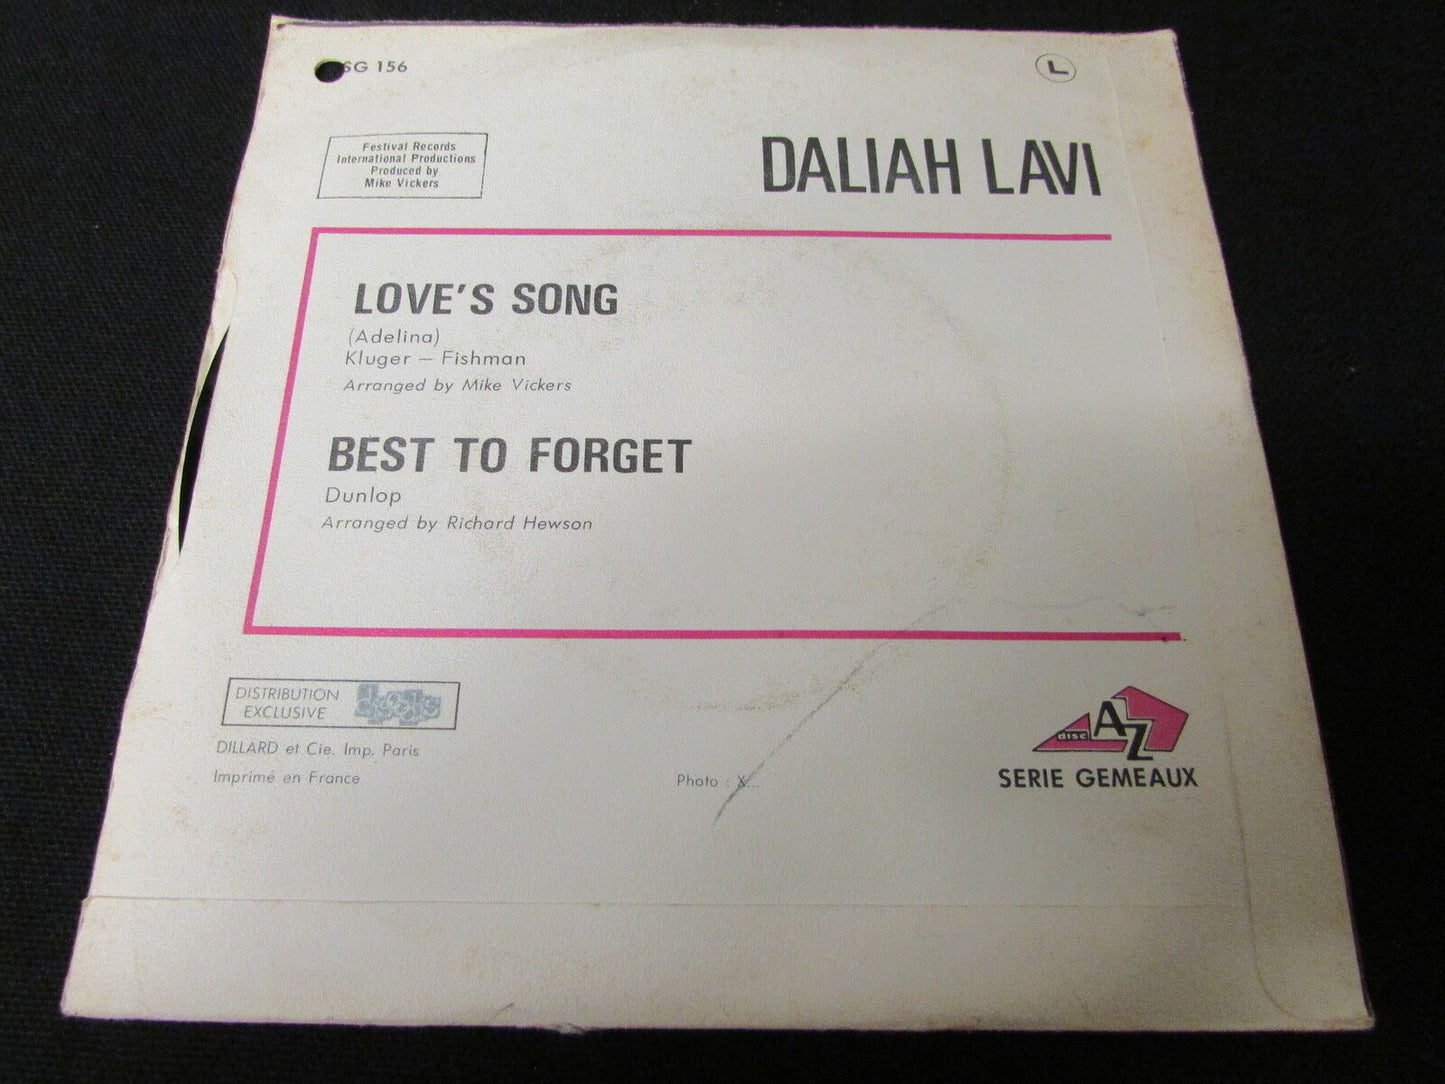 SG 156
L
Festival Records
International Productions
Produced by
Mike Vickers
DALIAH LAVI
LOVE'S SONG
(Adelina)
Kluger — Fishman
Arranged by Mike Vickers
BEST TO FORGET
Dunlop
Arranged by Richard Hewson
DISTRIBUTION
EXCLUSIVE
DILLARD et Cie. Imp. Paris
Imprimé en France
Photo : X...
disc AZ
SERIE GEMEAUX